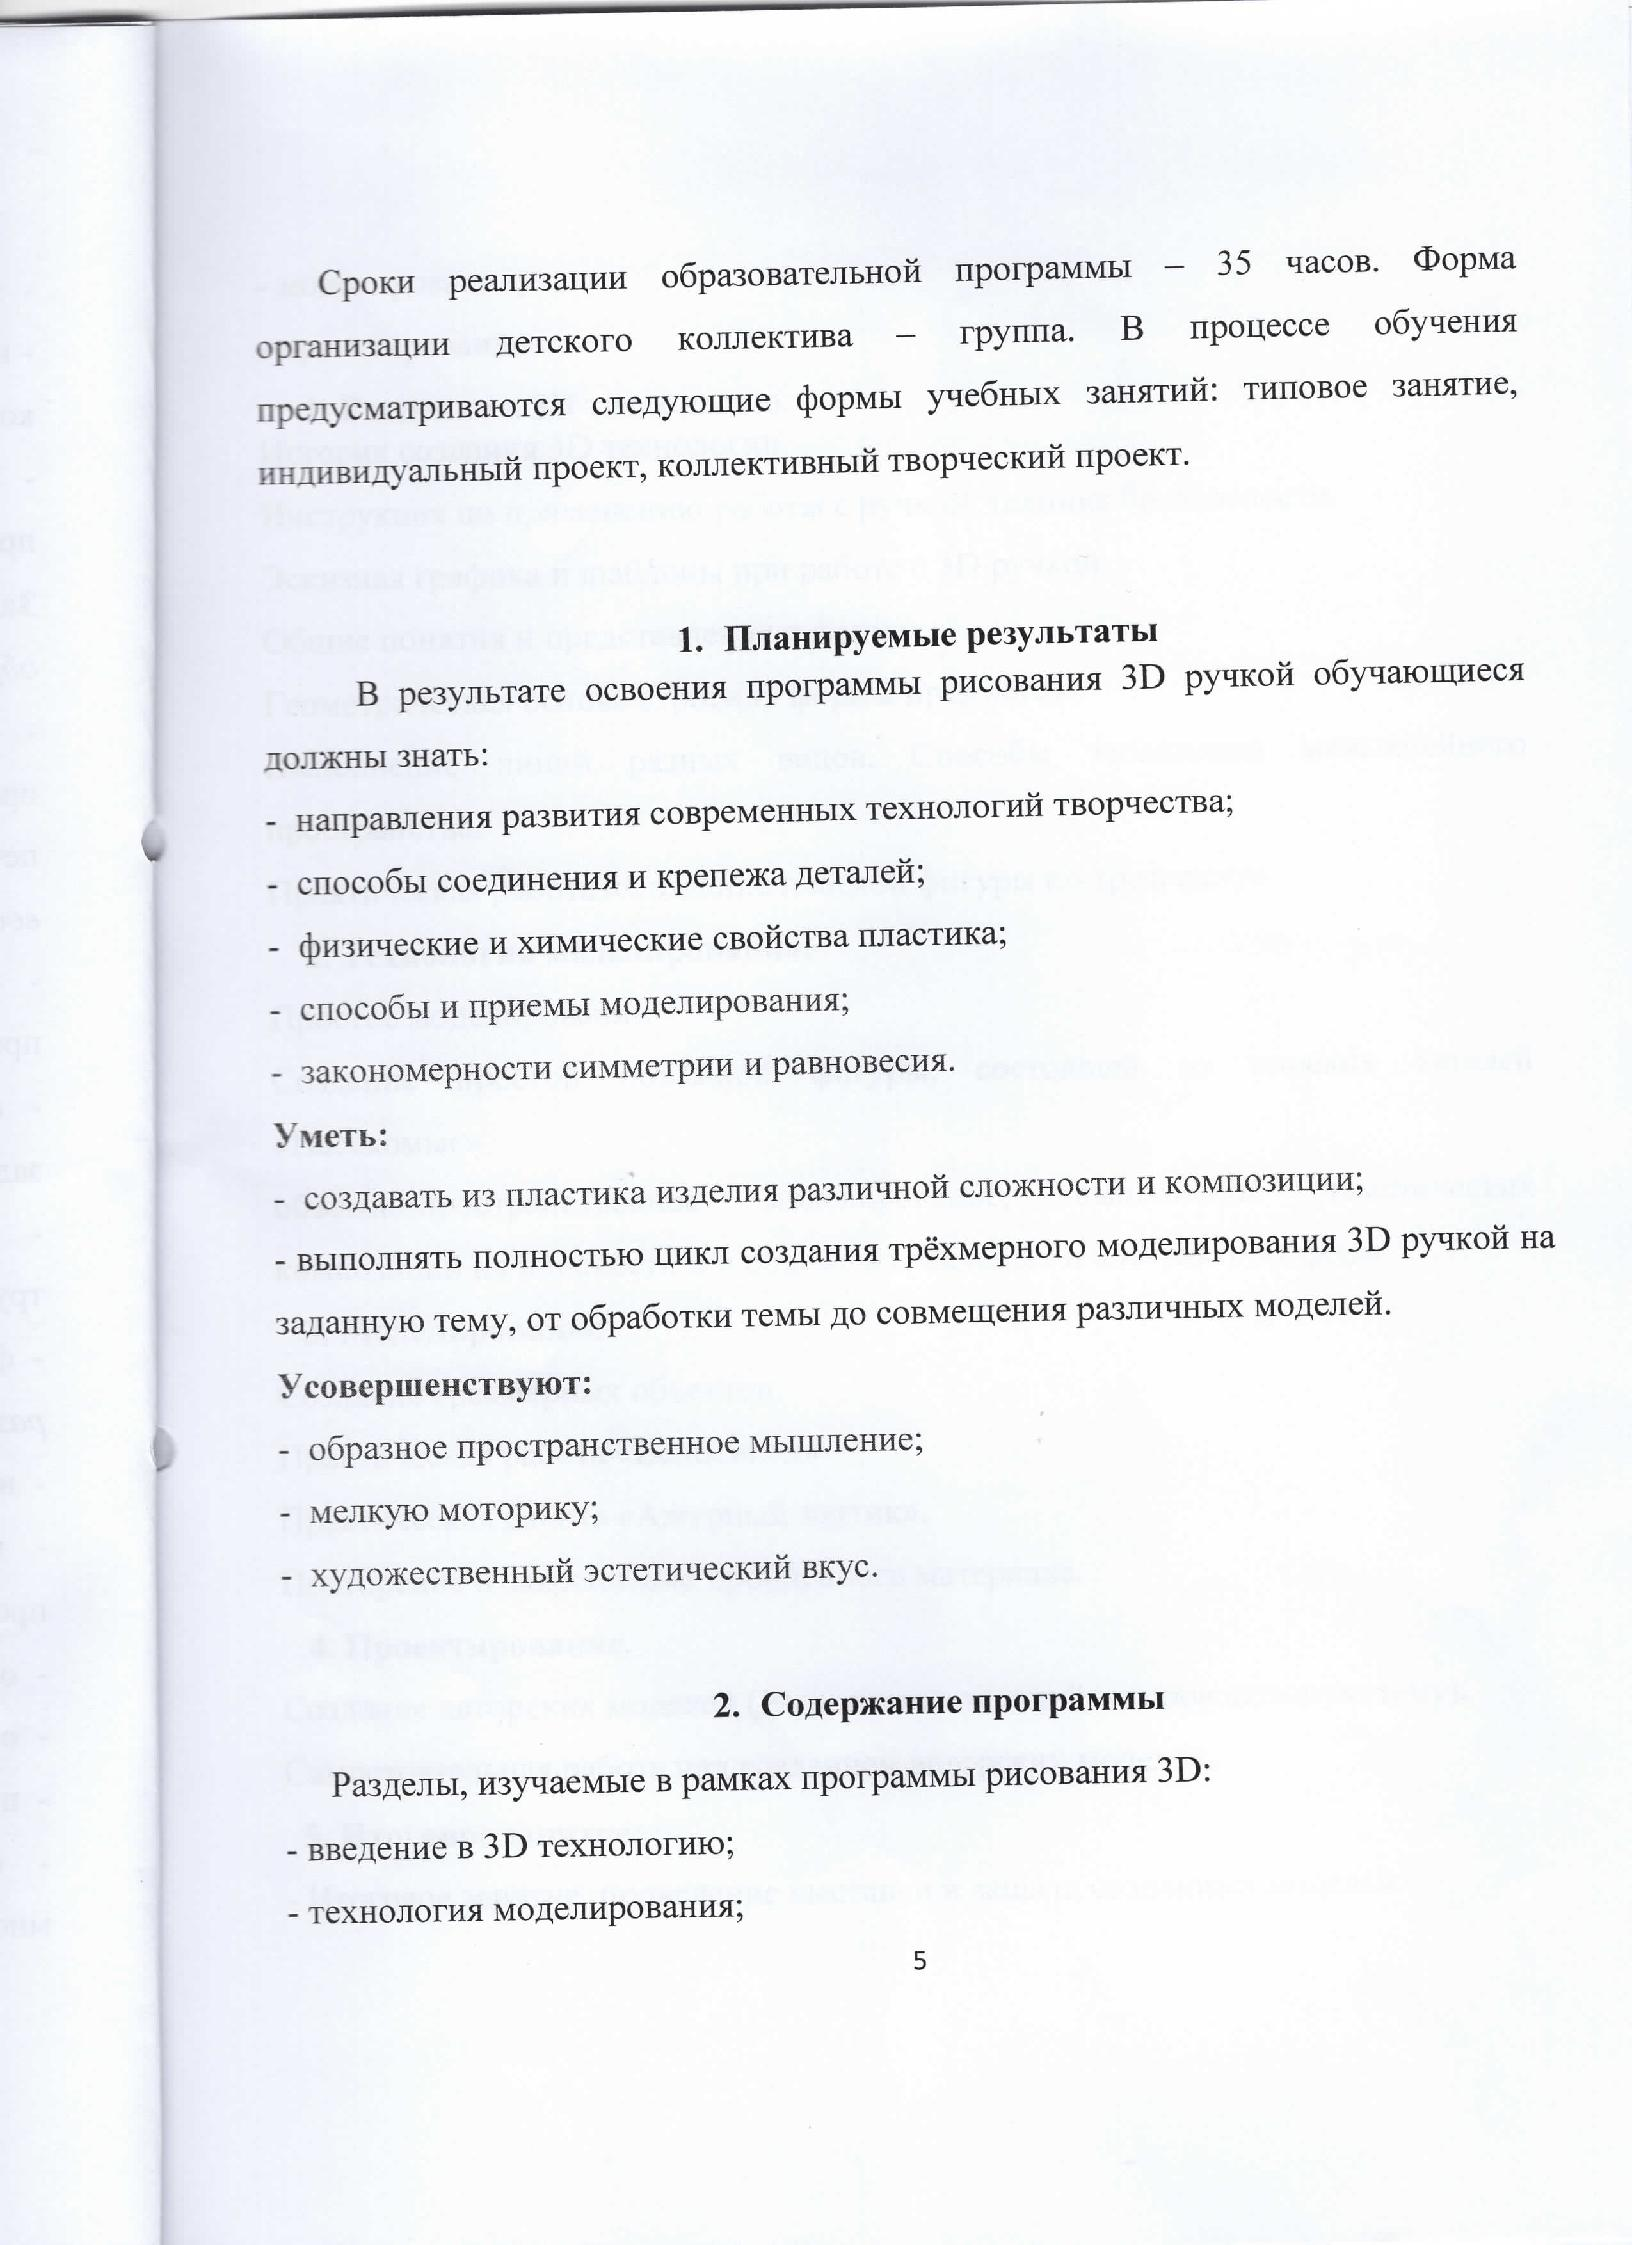 Сроки реализации образовательной программы – 35 часов. Форма
организации детского коллектива – группа. В процессе обучения
предусматриваются следующие формы учебных занятий: типовое занятие,
индивидуальный проект, коллективный творческий проект.
1. Планируемые результаты
В результате освоения программы рисования 3D ручкой обучающиеся
должны знать:
- направления развития современных технологий творчества;
- способы соединения и крепежа деталей;
- физические и химические свойства пластика;
- способы и приемы моделирования;
- закономерности симметрии и равновесия.
Уметь:
- создавать из пластика изделия различной сложности и композиции;
- выполнять полностью цикл создания трёхмерного моделирования 3D ручкой на
заданную тему, от обработки темы до совмещения различных моделей.
Усовершенствуют:
- образное пространственное мышление;
- мелкую моторику;
- художественный эстетический вкус.
2. Содержание программы
Разделы, изучаемые в рамках программы рисования 3D:
- введение в 3D технологию;
- технология моделирования;
5